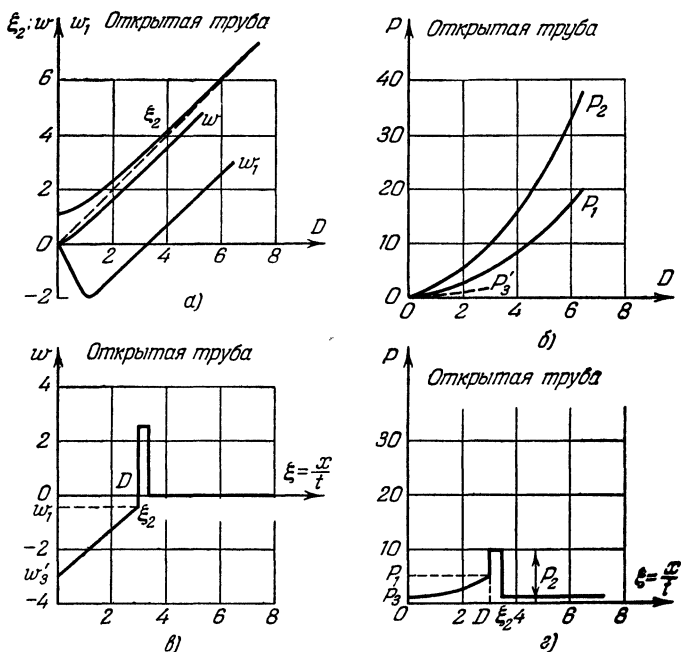 ξ₂; w w₁ Открытая труба
6
4
2
0
-2
ξ₂
w
w₁
2 4 6 8
D
а)
P Открытая труба
40
30
20
10
0
P₂
P₁
P₃′
2 4 6 8
D
б)
w Открытая труба
4
2
0
-2
-4
w₁
w₃′
D
ξ₂
2 4 6 8
ξ = x/t
в)
P
Открытая труба
30
20
10
0
P₁
P₃
P₂
2 D ξ₂ 4 6 8
ξ = x/t
г)